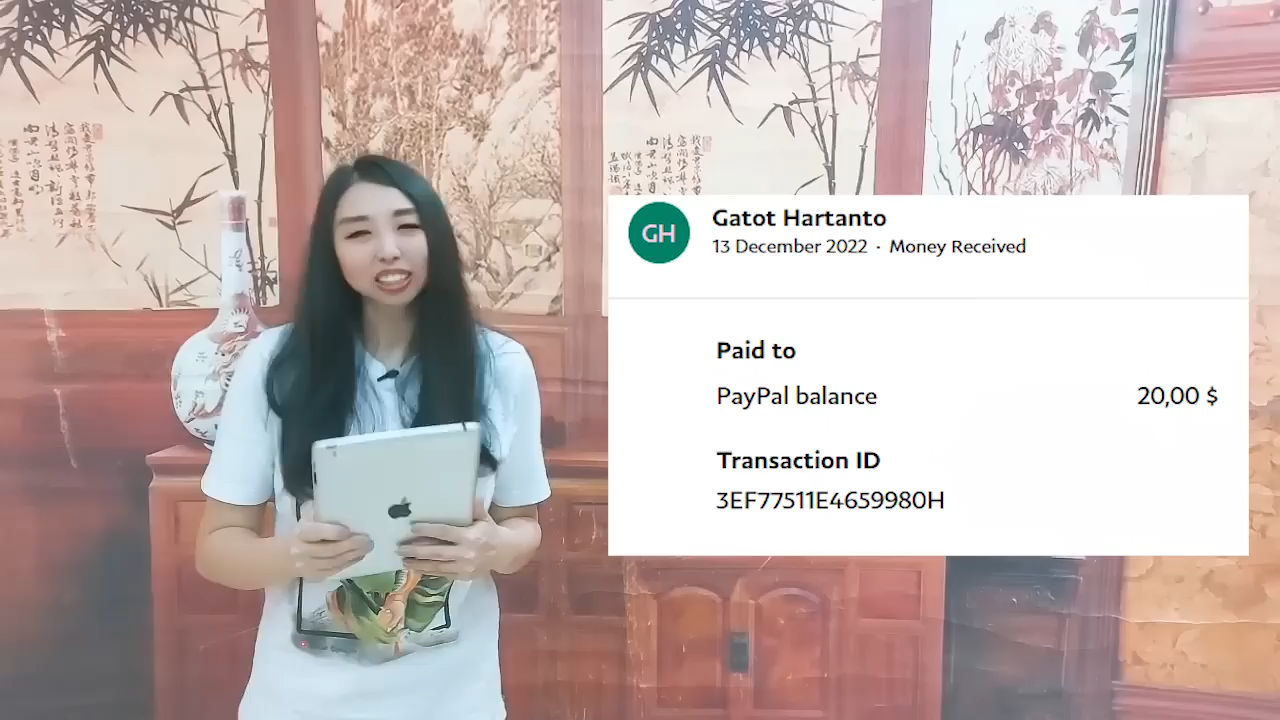 GH
Gatot Hartanto
13 December 2022 · Money Received
Paid to
PayPal balance
20,00 $
Transaction ID
3EF77511E4659980H